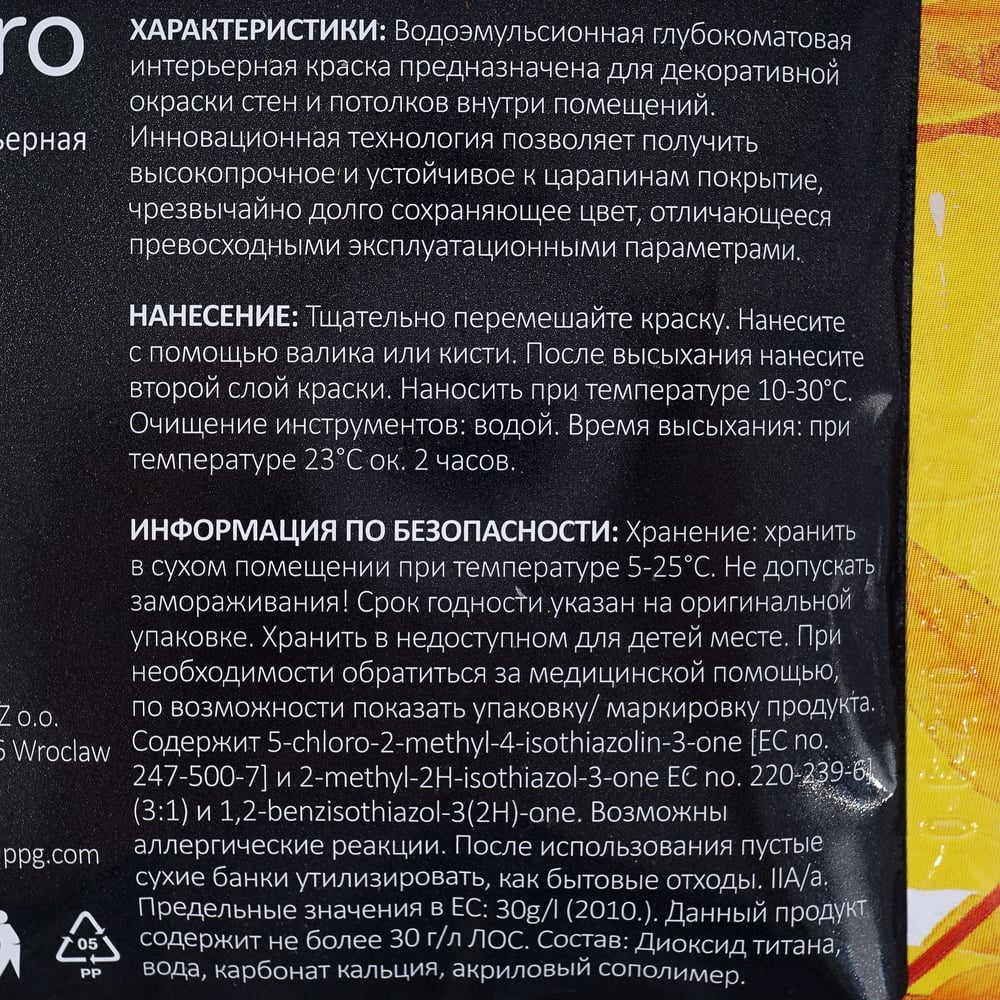 ro
ьерная
Z o.o.
6 Wroclaw
ppg.com
05
PP
ХАРАКТЕРИСТИКИ: Водоэмульсионная глубокоматовая
интерьерная краска предназначена для декоративной
окраски стен и потолков внутри помещений.
Инновационная технология позволяет получить
высокопрочное и устойчивое к царапинам покрытие,
чрезвычайно долго сохраняющее цвет, отличающееся
превосходными эксплуатационными параметрами.
НАНЕСЕНИЕ: Тщательно перемешайте краску. Нанесите
с помощью валика или кисти. После высыхания нанесите
второй слой краски. Наносить при температуре 10-30°C.
Очищение инструментов: водой. Время высыхания: при
температуре 23°C ок. 2 часов.
ИНФОРМАЦИЯ ПО БЕЗОПАСНОСТИ: Хранение: хранить
в сухом помещении при температуре 5-25°C. Не допускать
замораживания! Срок годности указан на оригинальной
упаковке. Хранить в недоступном для детей месте. При
необходимости обратиться за медицинской помощью,
по возможности показать упаковку/ маркировку продукта.
Содержит 5-chloro-2-methyl-4-isothiazolin-3-one [EC no.
247-500-7] и 2-methyl-2H-isothiazol-3-one EC no. 220-239-6]
(3:1) и 1,2-benzisothiazol-3(2H)-one. Возможны
аллергические реакции. После использования пустые
сухие банки утилизировать, как бытовые отходы. IIA/a.
Предельные значения в ЕС: 30g/l (2010.). Данный продукт
содержит не более 30 г/л ЛОС. Состав: Диоксид титана,
вода, карбонат кальция, акриловый сополимер.